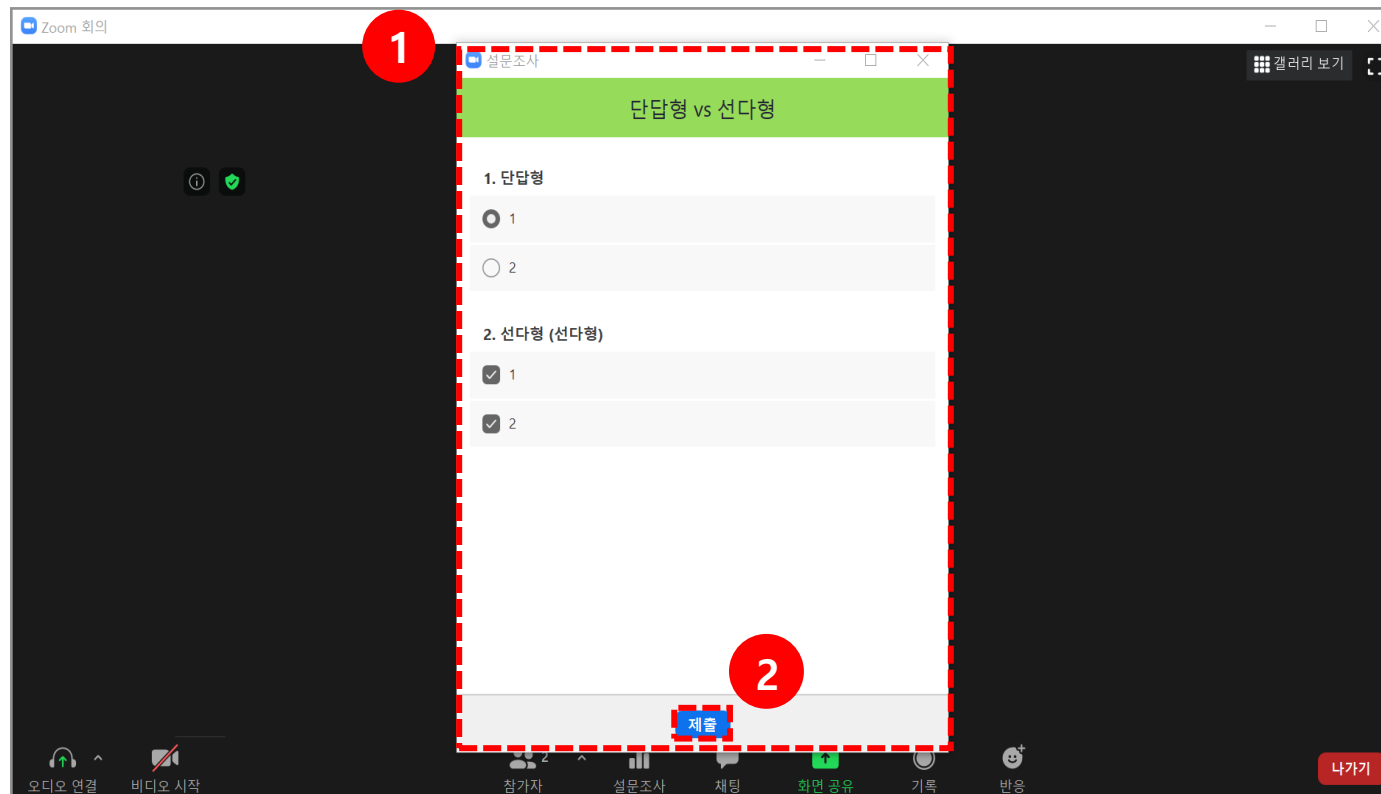 Zoom 회의
1
설문조사
갤러리 보기
단답형 vs 선다형
1. 단답형
1
2
2. 선다형 (선다형)
1
2
2
제출
2
오디오 연결
비디오 시작
참가자
설문조사
채팅
화면 공유
기록
반응
나가기